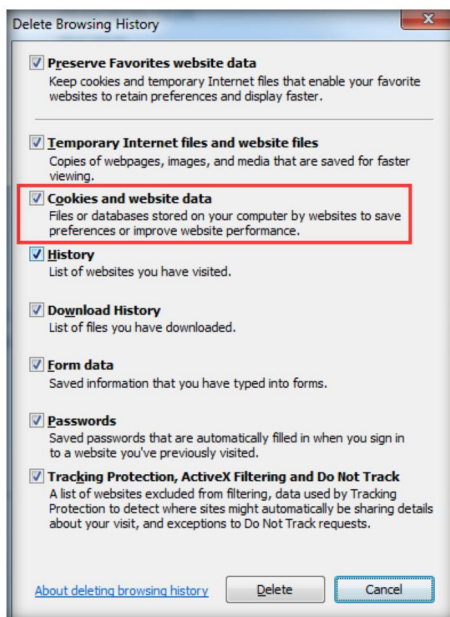 Delete Browsing History
Preserve Favorites website data
Keep cookies and temporary Internet files that enable your favorite
websites to retain preferences and display faster.
Temporary Internet files and website files
Copies of webpages, images, and media that are saved for faster
viewing.
Cookies and website data
Files or databases stored on your computer by websites to save
preferences or improve website performance.
History
List of websites you have visited.
Download History
List of files you have downloaded.
Form data
Saved information that you have typed into forms.
Passwords
Saved passwords that are automatically filled in when you sign in
to a website you've previously visited.
Tracking Protection, ActiveX Filtering and Do Not Track
A list of websites excluded from filtering, data used by Tracking
Protection to detect where sites might automatically be sharing details
about your visit, and exceptions to Do Not Track requests.
About deleting browsing history Delete Cancel